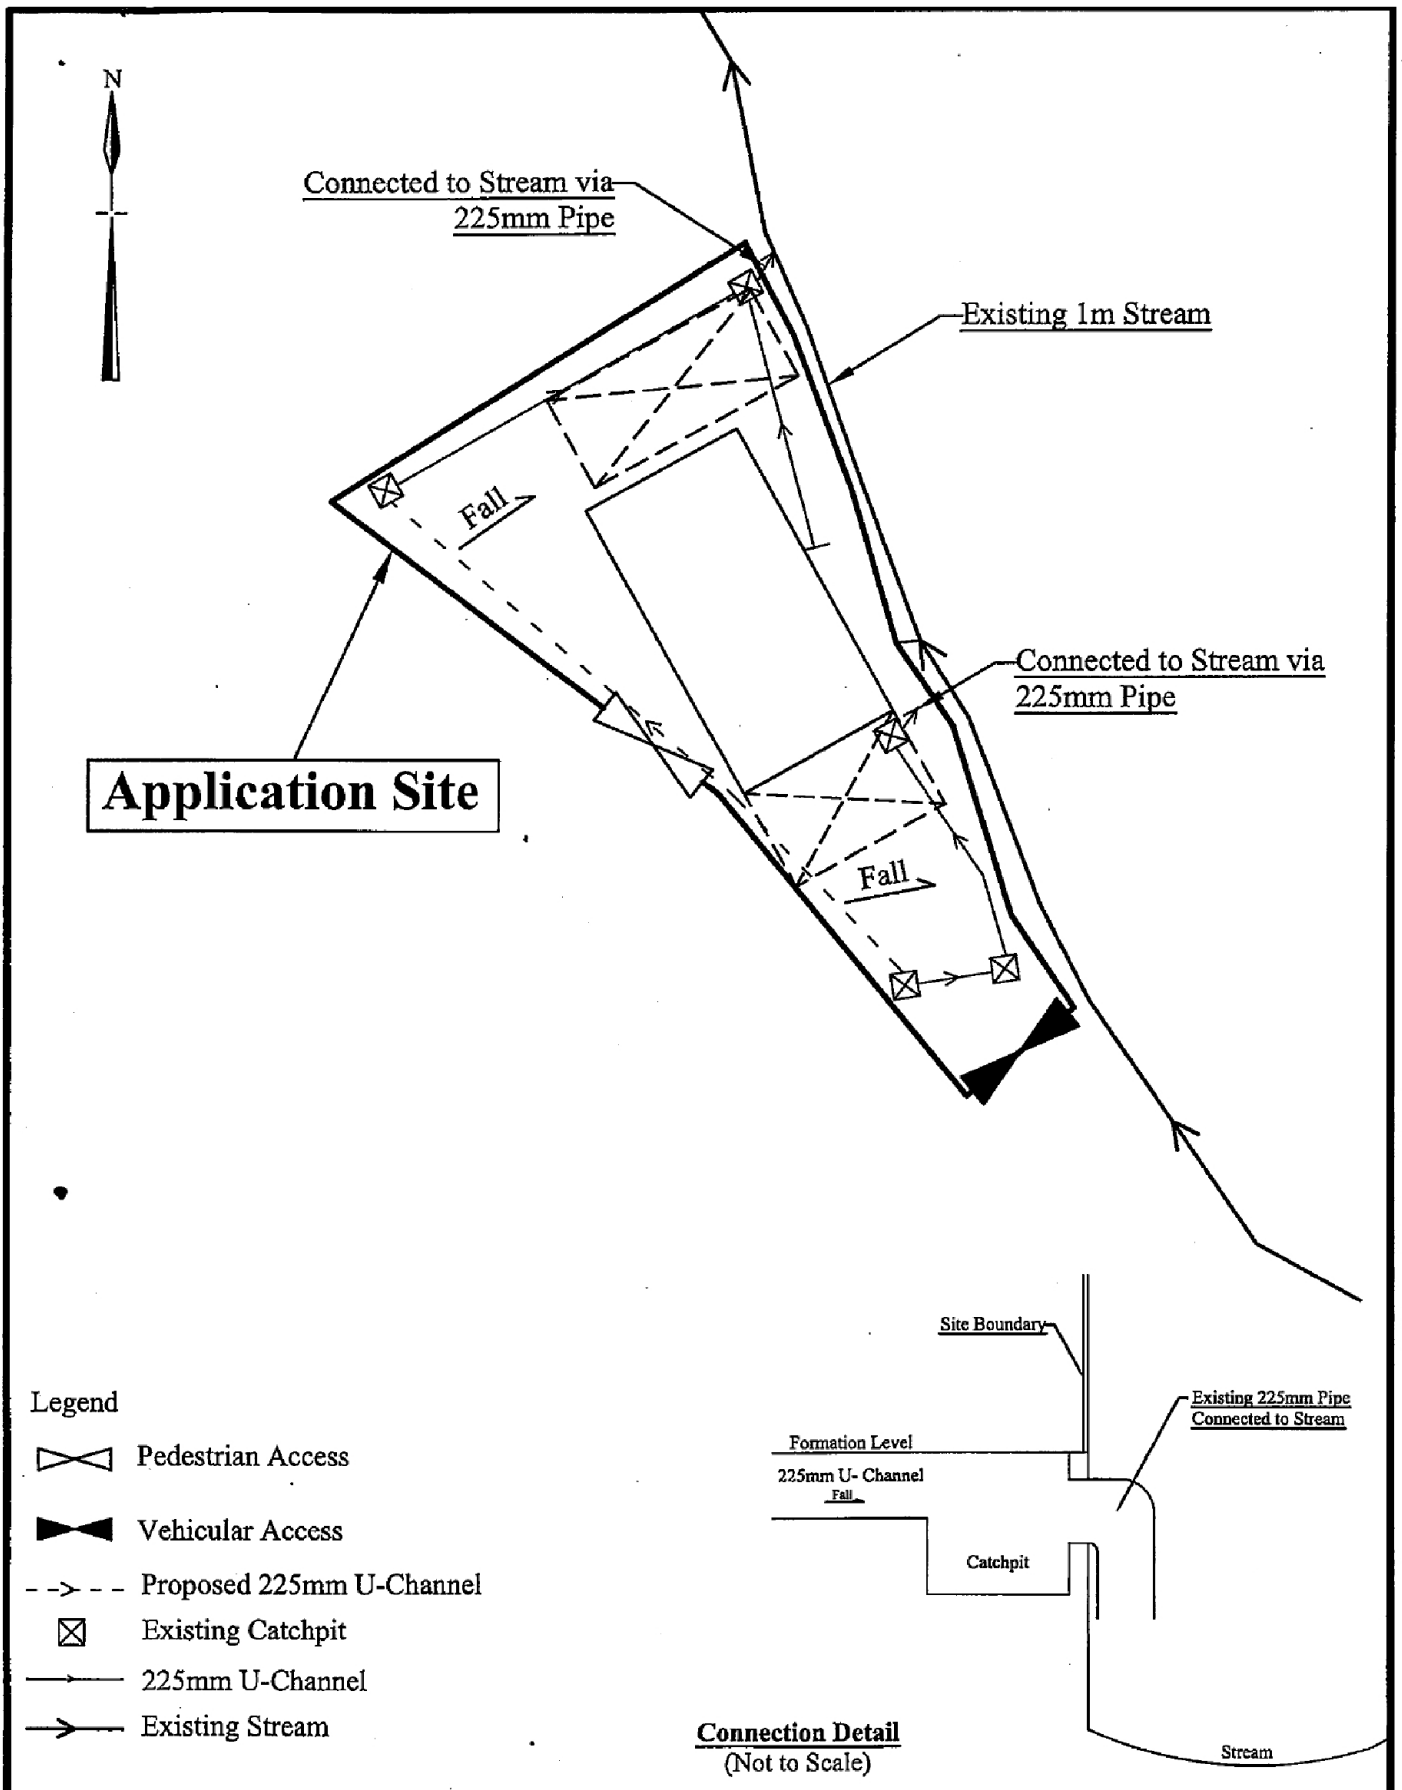 N
Connected to Stream via
225mm Pipe
Existing 1m Stream
Fall
Connected to Stream via
225mm Pipe
Application Site
Fall
Site Boundary
Existing 225mm Pipe
Connected to Stream
Formation Level
225mm U- Channel
Fall
Catchpit
Stream
Connection Detail
(Not to Scale)
Legend
Pedestrian Access
Vehicular Access
Proposed 225mm U-Channel
Existing Catchpit
225mm U-Channel
Existing Stream